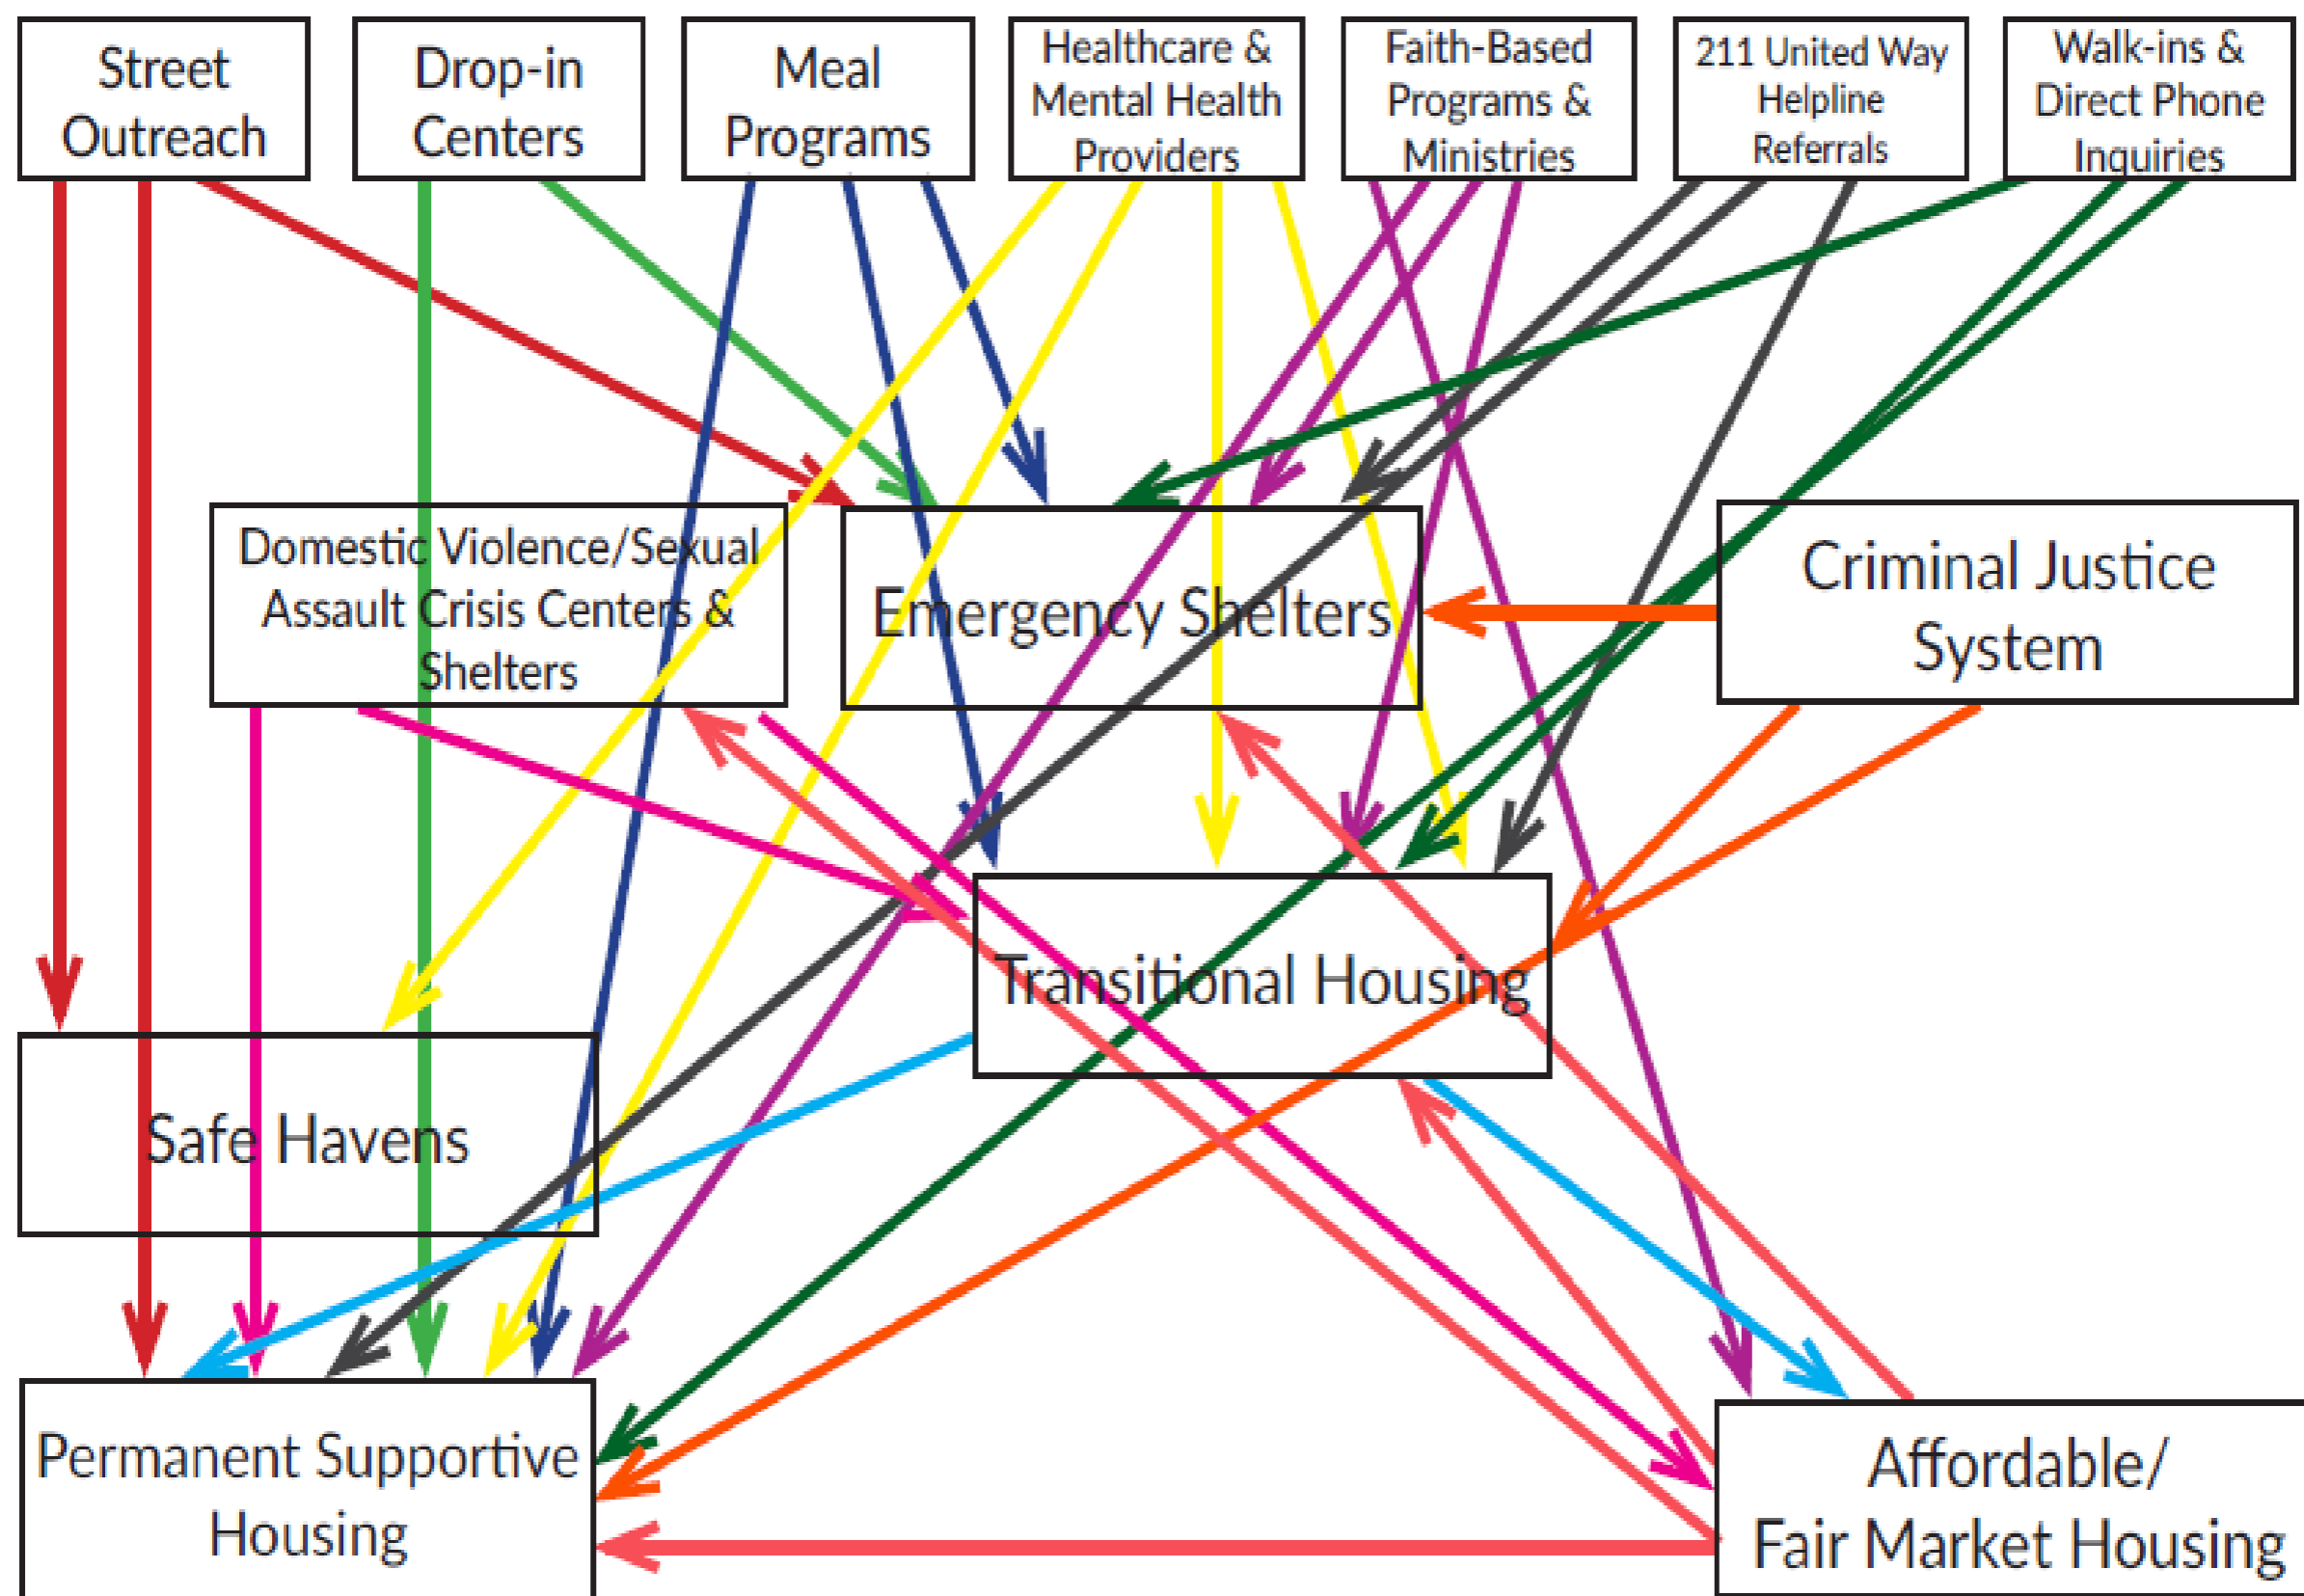 Street
Outreach
Drop-in
Centers
Meal
Programs
Healthcare &
Mental Health
Providers
Faith-Based
Programs &
Ministries
211 United Way
Helpline
Referrals
Walk-ins &
Direct Phone
Inquiries
Domestic Violence/Sexual
Assault Crisis Centers &
Shelters
Emergency Shelters
Criminal Justice
System
Transitional Housing
Safe Havens
Permanent Supportive
Housing
Affordable/
Fair Market Housing